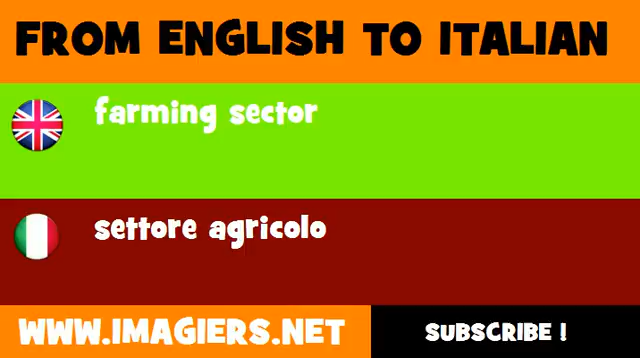 FROM ENGLISH TO ITALIAN
farming sector
settore agricolo
WWW.IMAGIERS.NET
SUBSCRIBE !